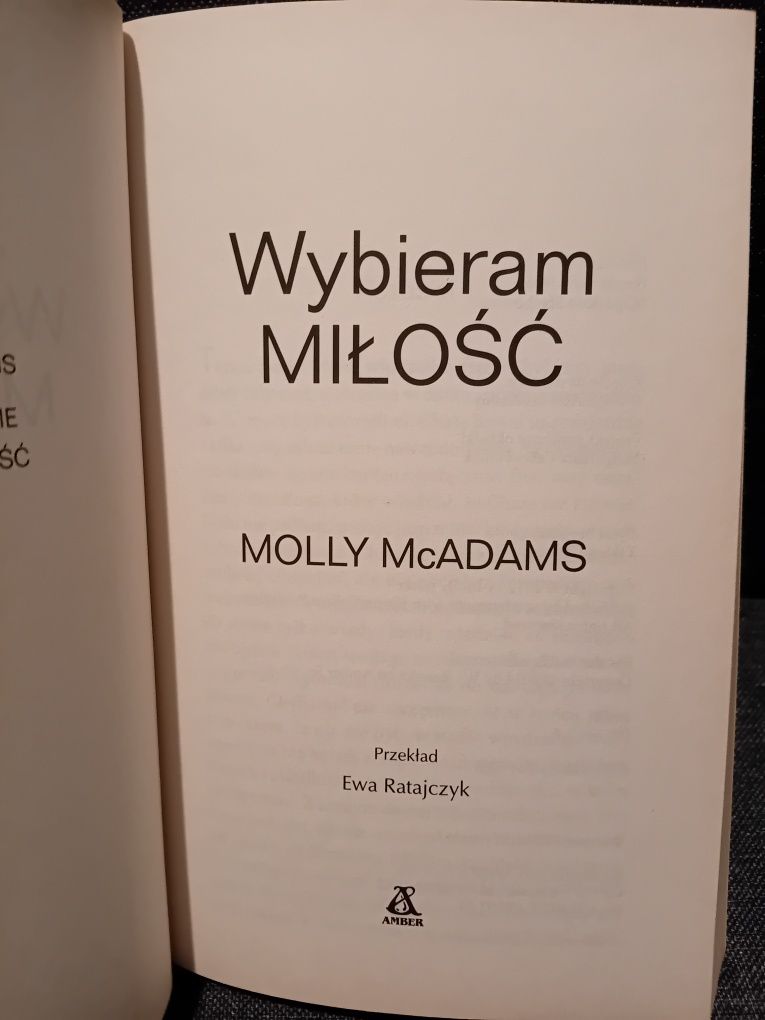 Wybieram
MIŁOŚĆ
MOLLY McADAMS
Przekład
Ewa Ratajczyk
AMBER